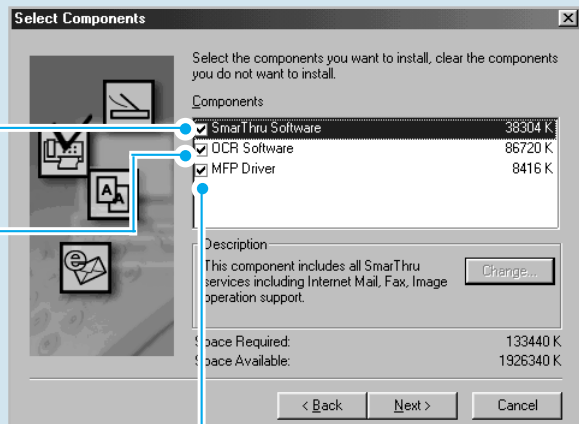 Select Components
Select the components you want to install, clear the components
you do not want to install.
Components
SmarThru Software 38304 K
OCR Software 86720 K
MFP Driver 8416 K
Description
This component includes all SmarThru
services including Internet Mail, Fax, Image
operation support.
Change...
Space Required: 133440 K
Space Available: 1926340 K
< Back
Next >
Cancel